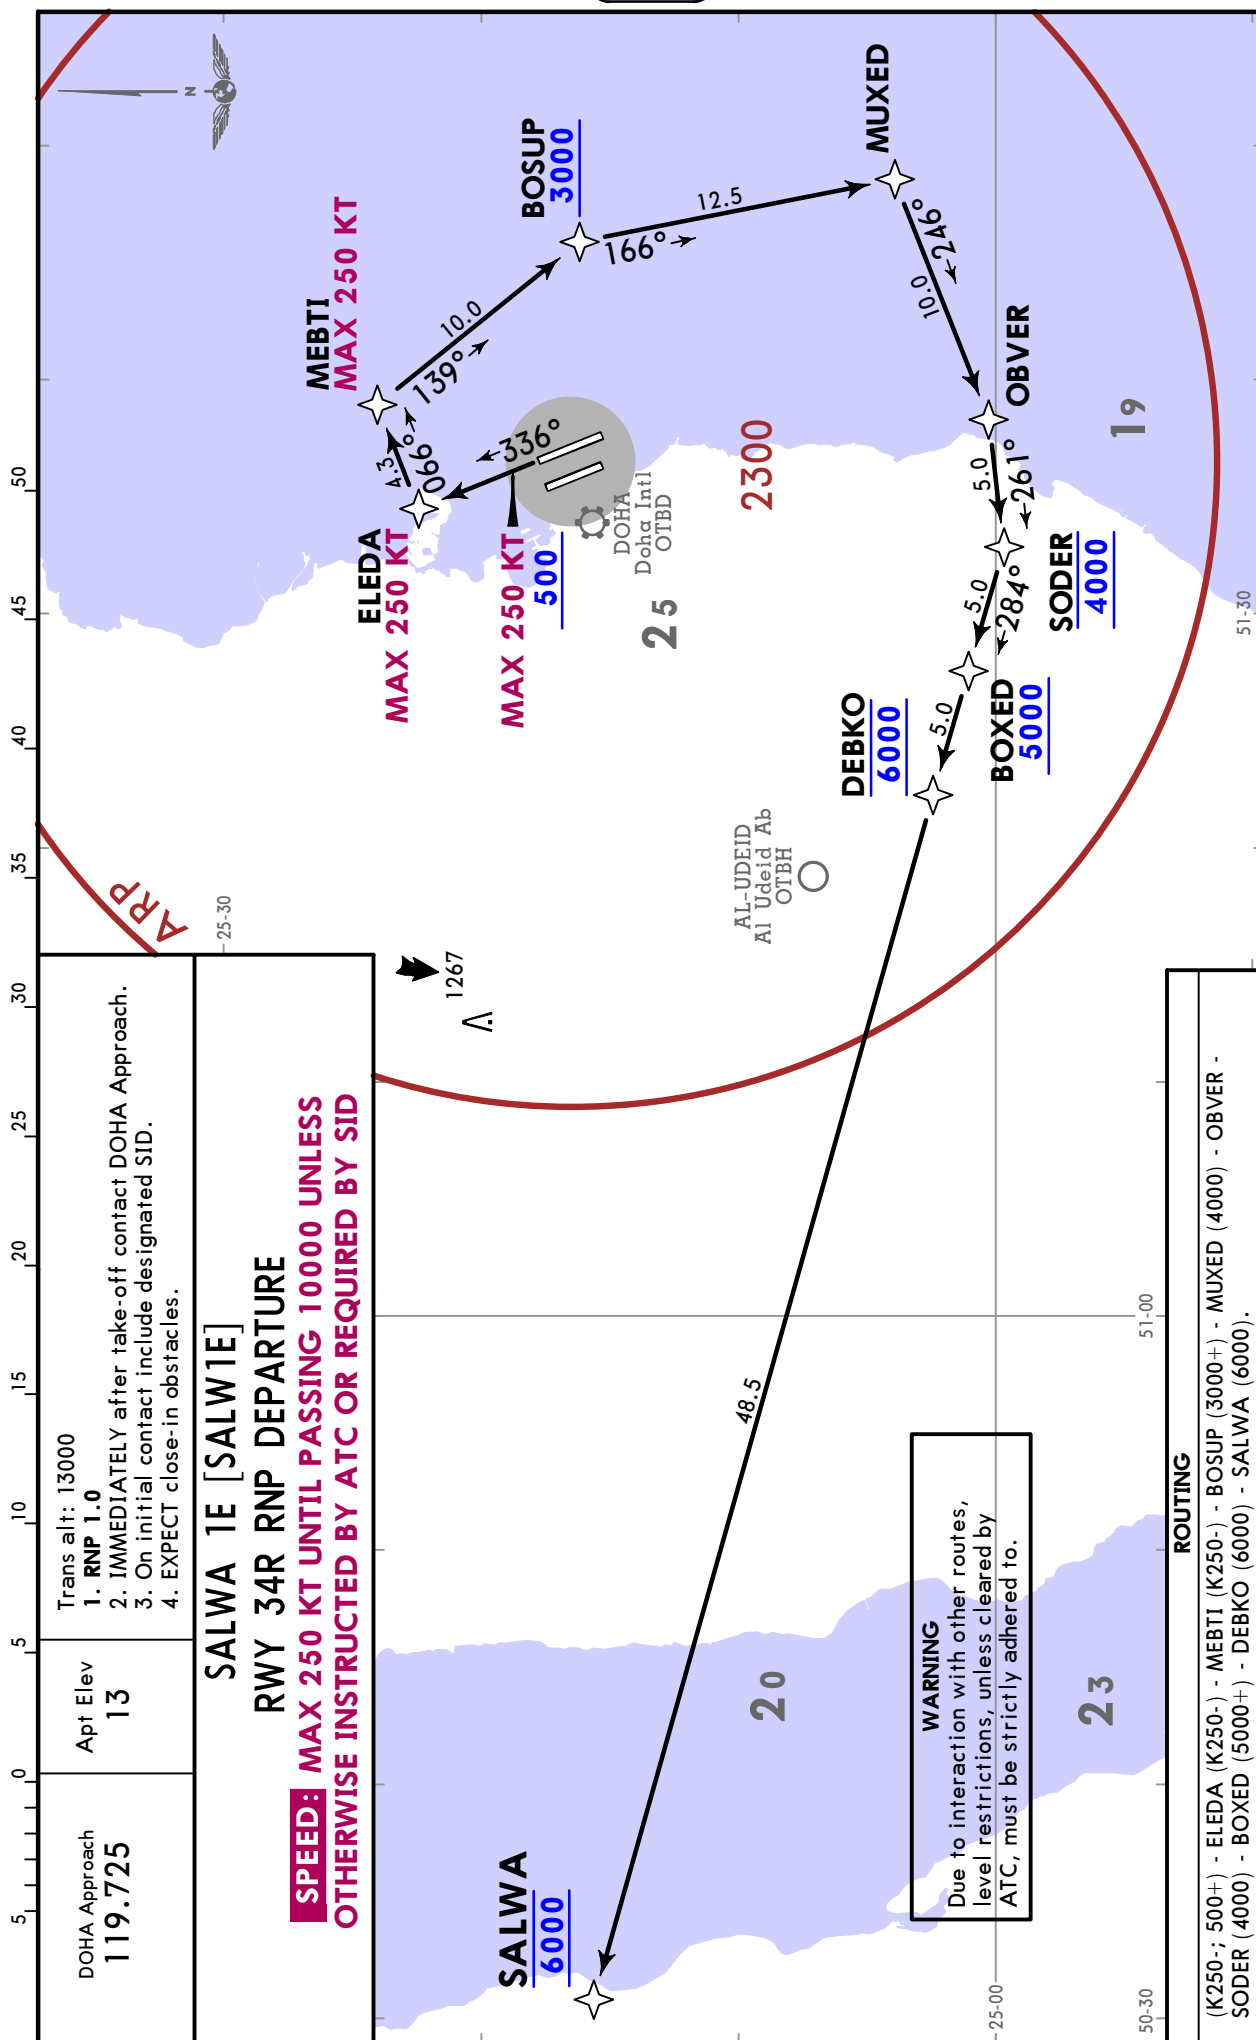 5
0
5
10
15
20
25
30
35
40
45
50
DOHA Approach
119.725
Apt Elev
13
Trans alt: 13000
1. RNP 1.0
2. IMMEDIATELY after take-off contact DOHA Approach.
3. On initial contact include designated SID.
4. EXPECT close-in obstacles.
SALWA 1E [SALW1E]
RWY 34R RNP DEPARTURE
SPEED: MAX 250 KT UNTIL PASSING 10000 UNLESS
OTHERWISE INSTRUCTED BY ATC OR REQUIRED BY SID
ARP
25-30
N
1267
MEBTI
MAX 250 KT
ELEDA
MAX 250 KT
4.3
066°
139°
10.0
BOSUP
3000
336°
MAX 250 KT
500
DOHA
Doha Intl
OTBD
25
2300
166°
12.5
MUXED
246°
10.0
OBVER
19
5.0
261°
SODER
4000
5.0
284°
BOXED
5000
5.0
DEBKO
6000
AL-UDEID
Al Udeid Ab
OTBH
48.5
SALWA
6000
20
23
WARNING
Due to interaction with other routes,
level restrictions, unless cleared by
ATC, must be strictly adhered to.
25-00
50-30
51-00
51-30
ROUTING
(K250-; 500+) - ELEDA (K250-) - MEBTI (K250-) - BOSUP (3000+) - MUXED (4000) - OBVER -
SODER (4000) - BOXED (5000+) - DEBKO (6000) - SALWA (6000).